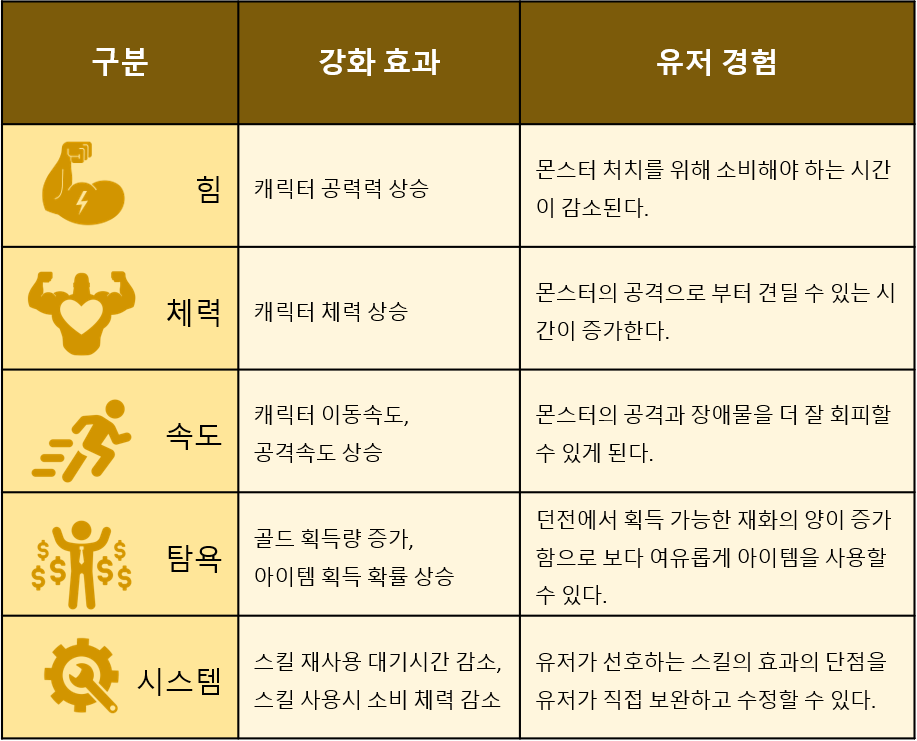 구분
강화 효과
유저 경험
힘
캐릭터 공력력 상승
몬스터 처치를 위해 소비해야 하는 시간
이 감소된다.
체력
캐릭터 체력 상승
몬스터의 공격으로 부터 견딜 수 있는 시
간이 증가한다.
속도
캐릭터 이동속도,
공격속도 상승
몬스터의 공격과 장애물을 더 잘 회피할
수 있게 된다.
탐욕
골드 획득량 증가,
아이템 획득 확률 상승
던전에서 획득 가능한 재화의 양이 증가
함으로 보다 여유롭게 아이템을 사용할
수 있다.
시스템
스킬 재사용 대기시간 감소,
스킬 사용시 소비 체력 감소
유저가 선호하는 스킬의 효과의 단점을
유저가 직접 보완하고 수정할 수 있다.